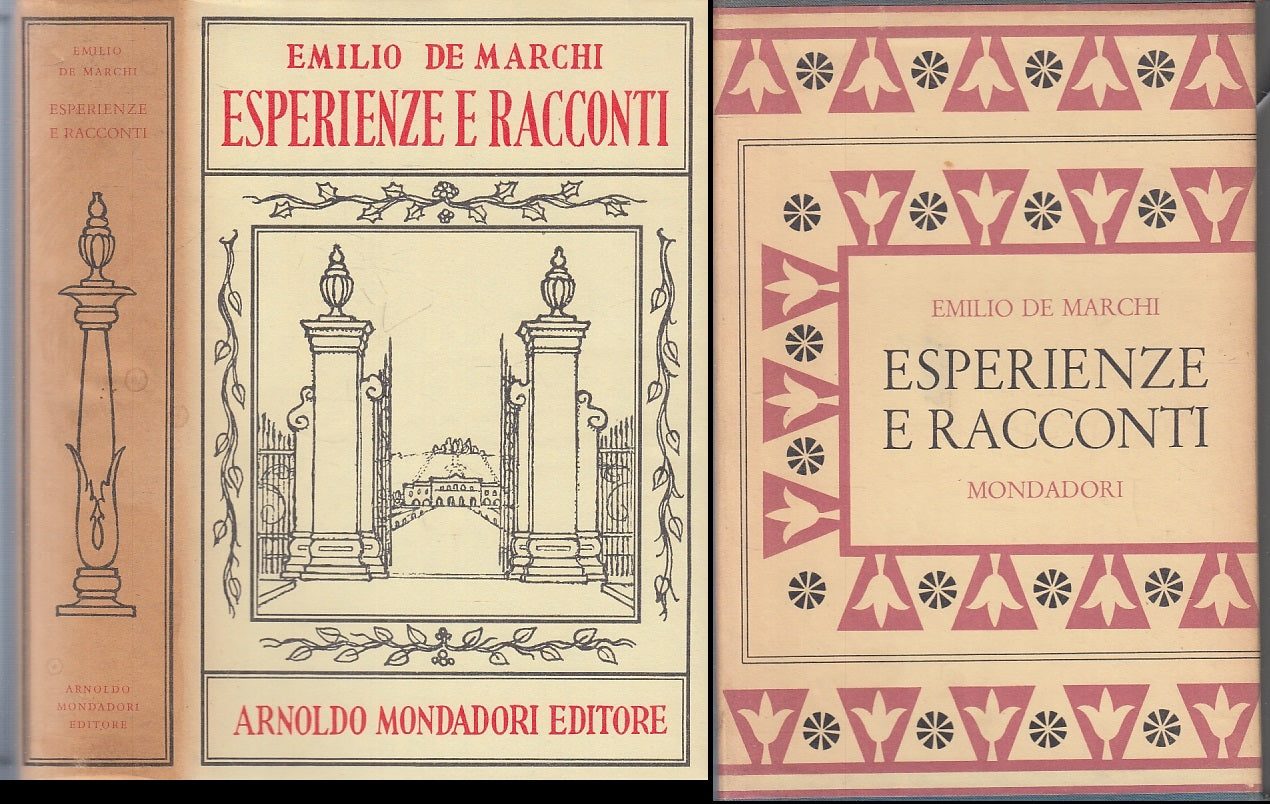 EMILIO
DE MARCHI
ESPERIENZE
E RACCONTI
ARNOLDO
MONDADORI
EDITORE
EMILIO DE MARCHI
ESPERIENZE E RACCONTI
ARNOLDO MONDADORI EDITORE
EMILIO DE MARCHI
ESPERIENZE
E RACCONTI
MONDADORI